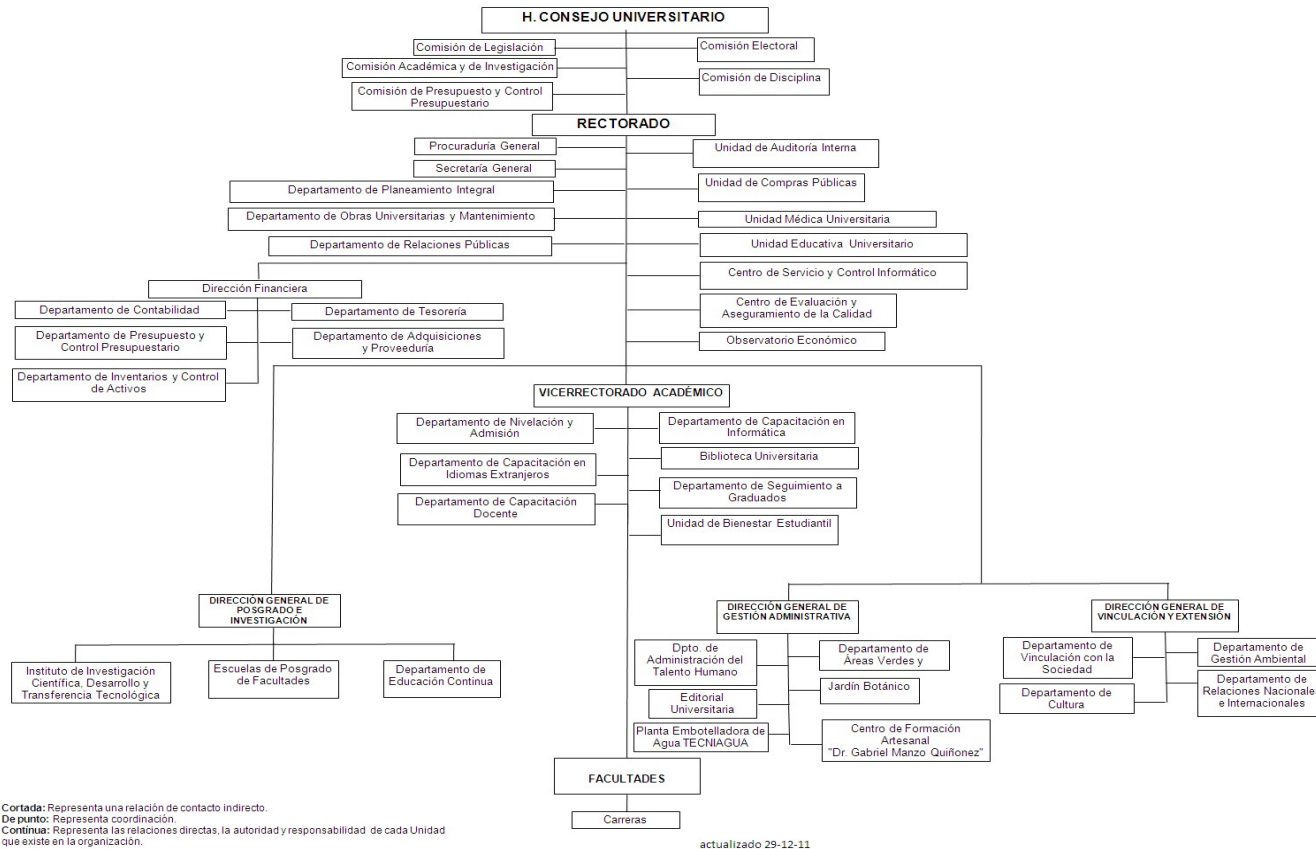 H. CONSEJO UNIVERSITARIO
Comisión de Legislación
Comisión Electoral
Comisión Académica y de Investigación
Comisión de Disciplina
Comisión de Presupuesto y Control
Presupuestario
RECTORADO
Procuraduría General
Unidad de Auditoría Interna
Secretaría General
Unidad de Compras Públicas
Departamento de Planeamiento Integral
Departamento de Obras Universitarias y Mantenimiento
Unidad Médica Universitaria
Departamento de Relaciones Públicas
Unidad Educativa Universitario
Centro de Servicio y Control Informático
Dirección Financiera
Departamento de Contabilidad
Departamento de Tesorería
Centro de Evaluación y
Aseguramiento de la Calidad
Departamento de Presupuesto y
Control Presupuestario
Departamento de Adquisiciones
y Proveeduría
Observatorio Económico
Departamento de Inventarios y Control
de Activos
VICERRECTORADO ACADÉMICO
Departamento de Nivelación y
Admisión
Departamento de Capacitación en
Informática
Departamento de Capacitación en
Idiomas Extranjeros
Biblioteca Universitaria
Departamento de Seguimiento a
Graduados
Departamento de Capacitación
Docente
Unidad de Bienestar Estudiantil
DIRECCIÓN GENERAL DE
POSGRADO E
INVESTIGACIÓN
Instituto de Investigación
Científica, Desarrollo y
Transferencia Tecnológica
Escuelas de Posgrado
de Facultades
Departamento de
Educación Continua
DIRECCIÓN GENERAL DE
GESTIÓN ADMINISTRATIVA
Dpto. de
Administración del
Talento Humano
Departamento de
Áreas Verdes y
Editorial
Universitaria
Jardín Botánico
Planta Embotelladora de
Agua TECNIAGUA
Centro de Formación
Artesanal
"Dr. Gabriel Manzo Quiñonez"
DIRECCIÓN GENERAL DE
VINCULACIÓN Y EXTENSIÓN
Departamento de
Vinculación con la
Sociedad
Departamento de
Gestión Ambiental
Departamento de
Cultura
Departamento de
Relaciones Nacionales
e Internacionales
FACULTADES
Carreras
Cortada: Representa una relación de contacto indirecto.
De punto: Representa coordinación.
Contínua: Representa las relaciones directas, la autoridad y responsabilidad de cada Unidad
que existe en la organización.
actualizado 29-12-11